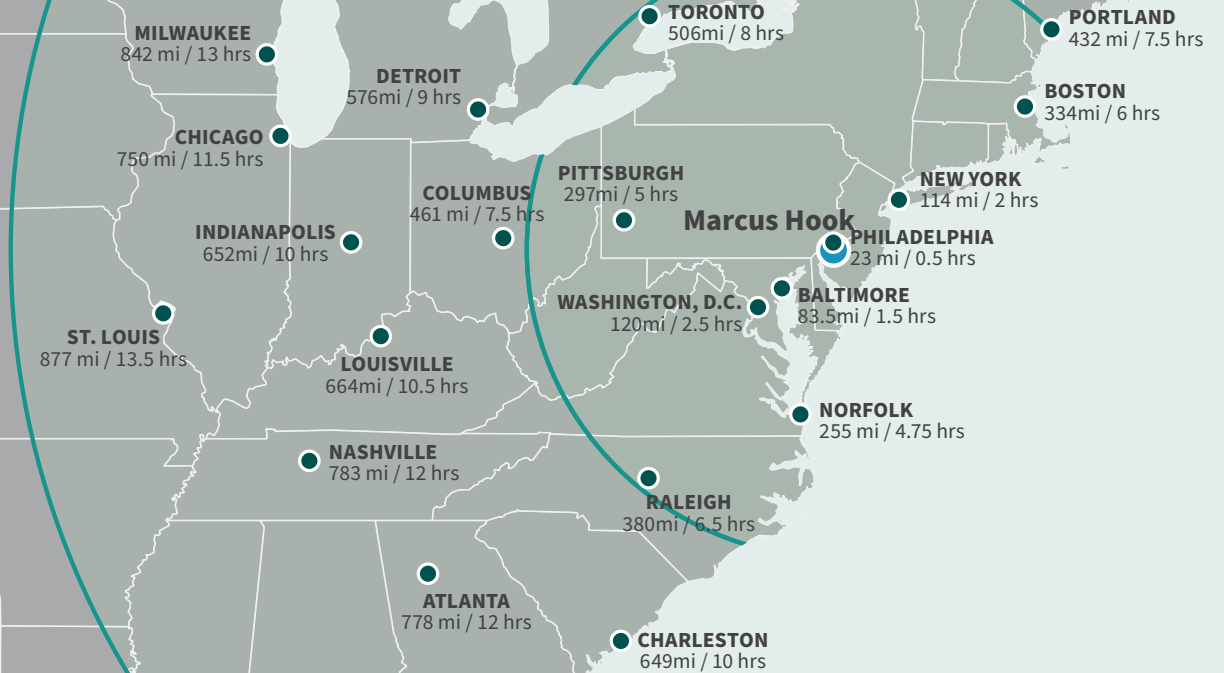 TORONTO
506mi / 8 hrs
PORTLAND
432 mi / 7.5 hrs
MILWAUKEE
842 mi / 13 hrs
DETROIT
576mi / 9 hrs
BOSTON
334mi / 6 hrs
CHICAGO
750 mi / 11.5 hrs
PITTSBURGH
297mi / 5 hrs
NEW YORK
114 mi / 2 hrs
COLUMBUS
461 mi / 7.5 hrs
Marcus Hook
INDIANAPOLIS
652mi / 10 hrs
PHILADELPHIA
23 mi / 0.5 hrs
WASHINGTON, D.C.
120mi / 2.5 hrs
BALTIMORE
83.5mi / 1.5 hrs
ST. LOUIS
877 mi / 13.5 hrs
LOUISVILLE
664mi / 10.5 hrs
NORFOLK
255 mi / 4.75 hrs
NASHVILLE
783 mi / 12 hrs
RALEIGH
380mi / 6.5 hrs
ATLANTA
778 mi / 12 hrs
CHARLESTON
649mi / 10 hrs